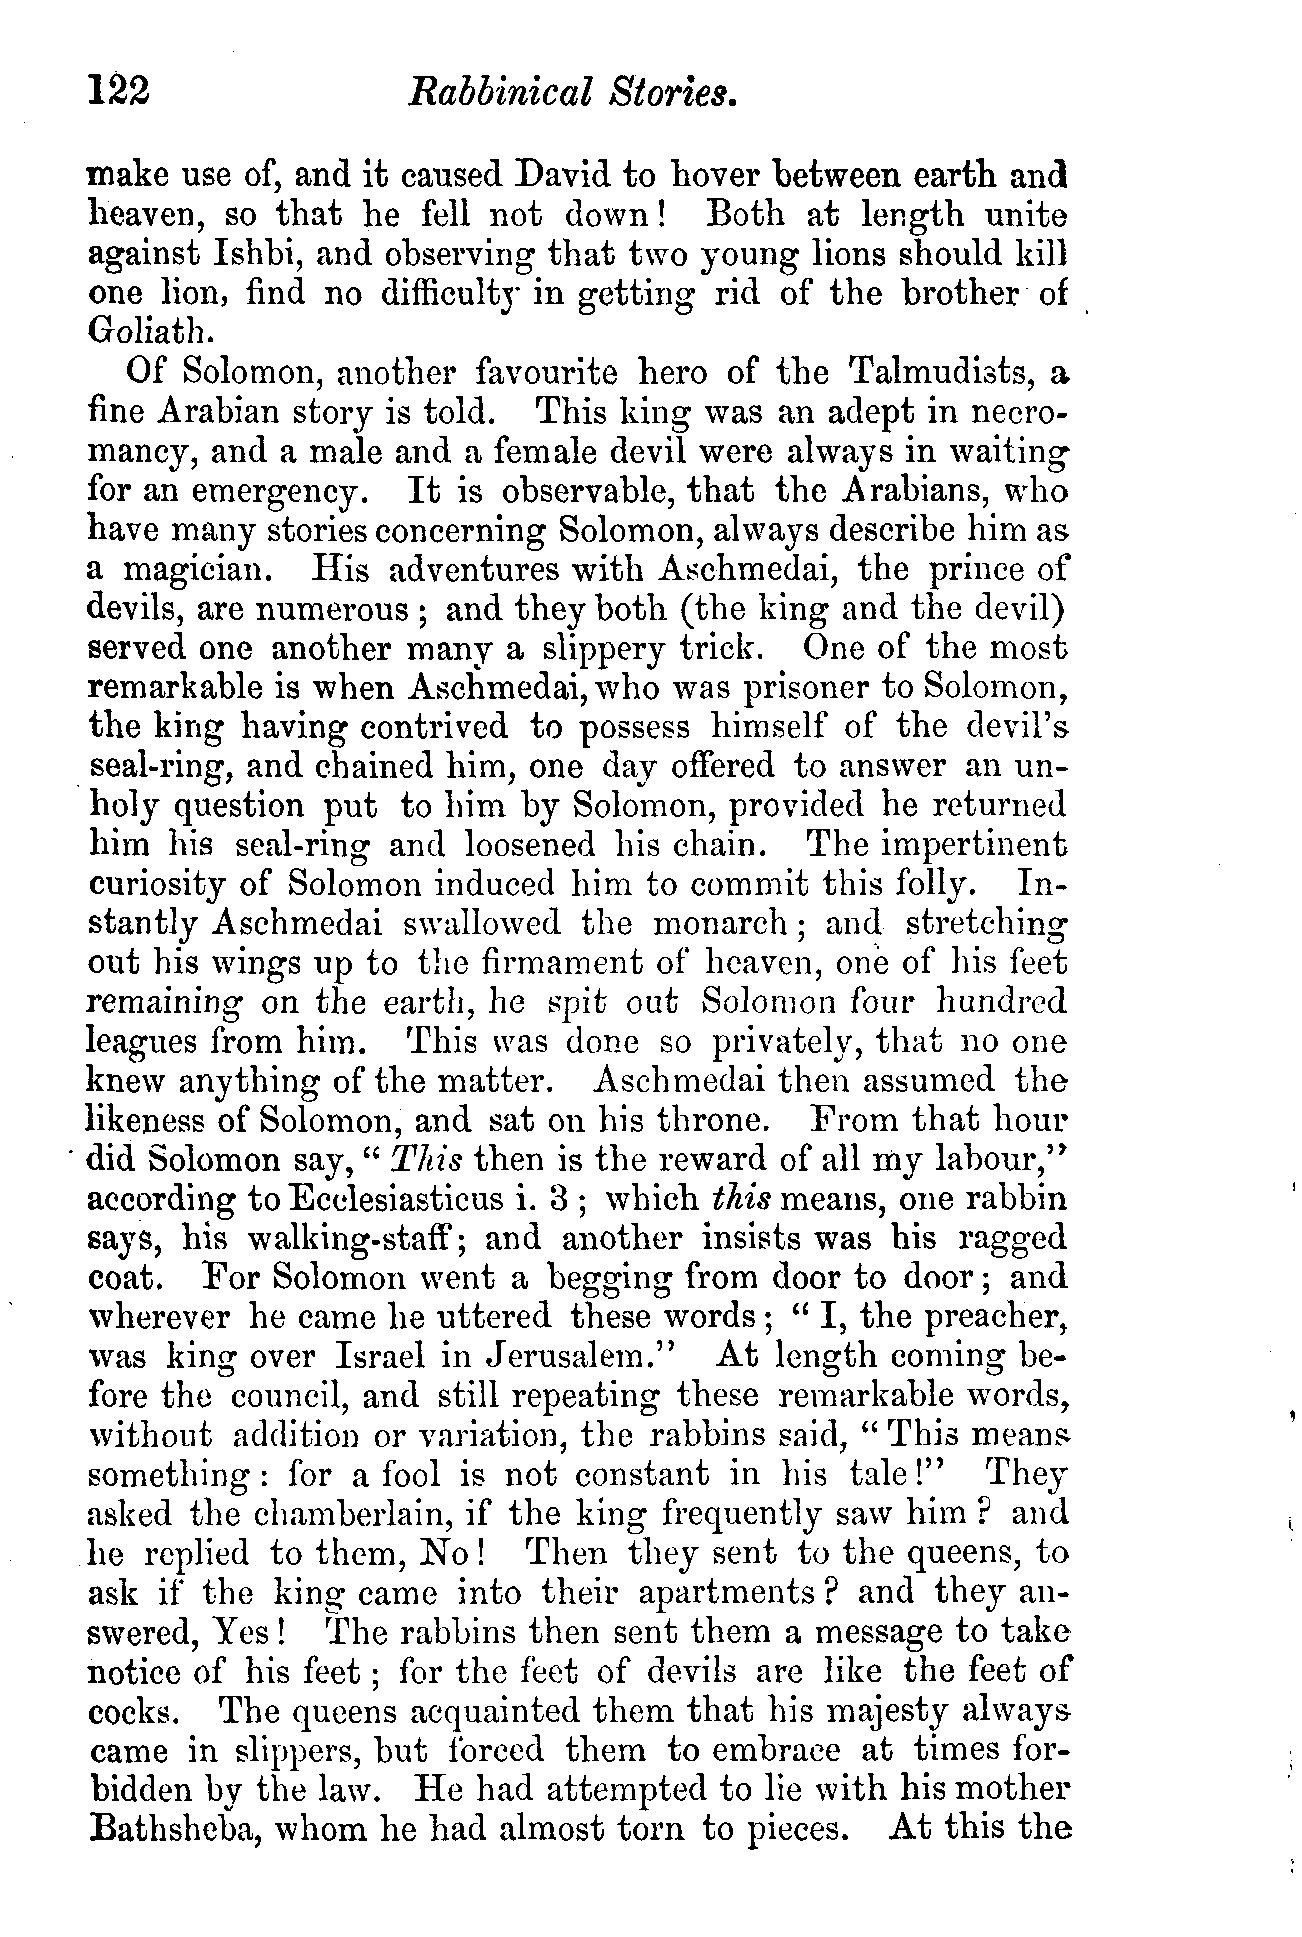 122 Rabbinical Stories.
make use of, and it caused David to hover between earth and
heaven, so that he fell not down! Both at length unite
against Ishbi, and observing that two young lions should kill
one lion, find no difficulty in getting rid of the brother of
Goliath.
Of Solomon, another favourite hero of the Talmudists, a
fine Arabian story is told. This king was an adept in necro-
mancy, and a male and a female devil were always in waiting
for an emergency. It is observable, that the Arabians, who
have many stories concerning Solomon, always describe him as
a magician. His adventures with Aschmedai, the prince of
devils, are numerous; and they both (the king and the devil)
served one another many a slippery trick. One of the most
remarkable is when Aschmedai, who was prisoner to Solomon,
the king having contrived to possess himself of the devil's
seal-ring, and chained him, one day offered to answer an un-
holy question put to him by Solomon, provided he returned
him his seal-ring and loosened his chain. The impertinent
curiosity of Solomon induced him to commit this folly. In-
stantly Aschmedai swallowed the monarch; and stretching
out his wings up to the firmament of heaven, one of his feet
remaining on the earth, he spit out Solomon four hundred
leagues from him. This was done so privately, that no one
knew anything of the matter. Aschmedai then assumed the
likeness of Solomon, and sat on his throne. From that hour
did Solomon say, "This then is the reward of all my labour,"
according to Ecclesiasticus i. 3; which this means, one rabbin
says, his walking-staff; and another insists was his ragged
coat. For Solomon went a begging from door to door; and
wherever he came he uttered these words; "I, the preacher,
was king over Israel in Jerusalem." At length coming be-
fore the council, and still repeating these remarkable words,
without addition or variation, the rabbins said, "This means
something: for a fool is not constant in his tale!" They
asked the chamberlain, if the king frequently saw him? and
he replied to them, No! Then they sent to the queens, to
ask if the king came into their apartments? and they an-
swered, Yes! The rabbins then sent them a message to take
notice of his feet; for the feet of devils are like the feet of
cocks. The queens acquainted them that his majesty always
came in slippers, but forced them to embrace at times for-
bidden by the law. He had attempted to lie with his mother
Bathsheba, whom he had almost torn to pieces. At this the